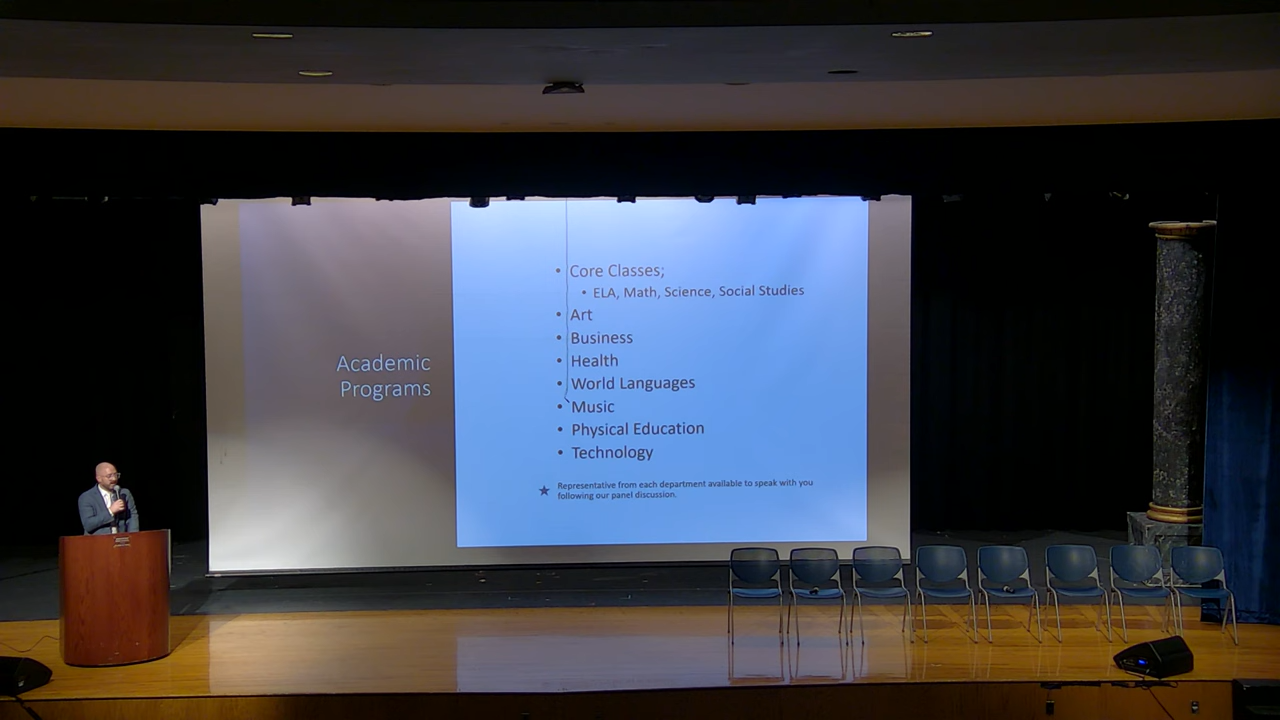 Academic
Programs
• Core Classes;
• ELA, Math, Science, Social Studies
• Art
• Business
• Health
• World Languages
• Music
• Physical Education
• Technology
★ Representative from each department available to speak with you
following our panel discussion.